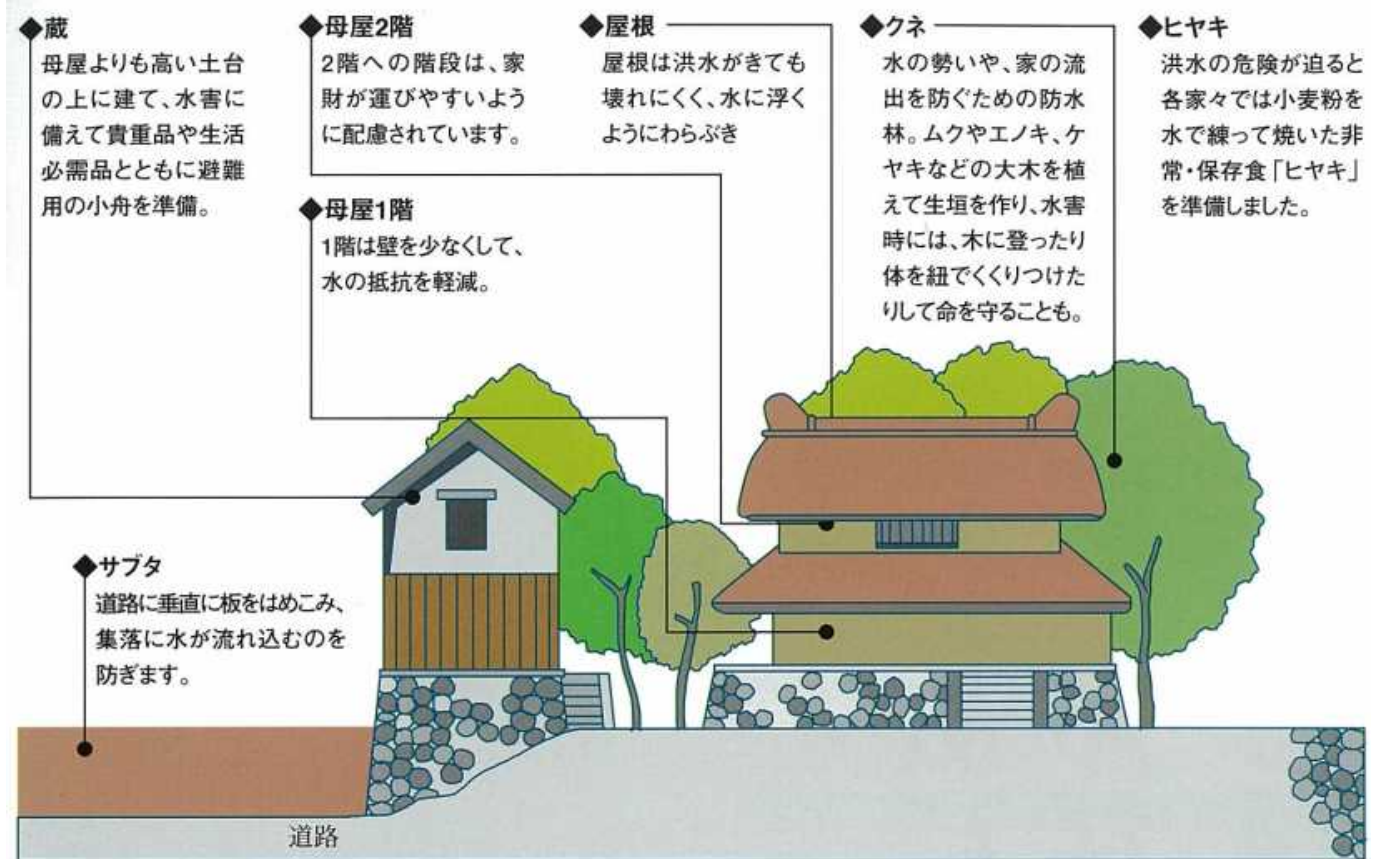 ◆蔵
母屋よりも高い土台
の上に建て、水害に
備えて貴重品や生活
必需品とともに避難
用の小舟を準備。
◆母屋2階
2階への階段は、家
財が運びやすいよう
に配慮されています。
◆母屋1階
1階は壁を少なくして、
水の抵抗を軽減。
◆屋根
屋根は洪水がきても
壊れにくく、水に浮く
ようにわらぶき
◆クネ
水の勢いや、家の流
出を防ぐための防水
林。ムクやエノキ、ケ
ヤキなどの大木を植
えて生垣を作り、水害
時には、木に登ったり
体を紐でくくりつけた
りして命を守ることも。
◆ヒヤキ
洪水の危険が迫ると
各家々では小麦粉を
水で練って焼いた非
常・保存食「ヒヤキ」
を準備しました。
◆サブタ
道路に垂直に板をはめこみ、
集落に水が流れ込むのを
防ぎます。
道路